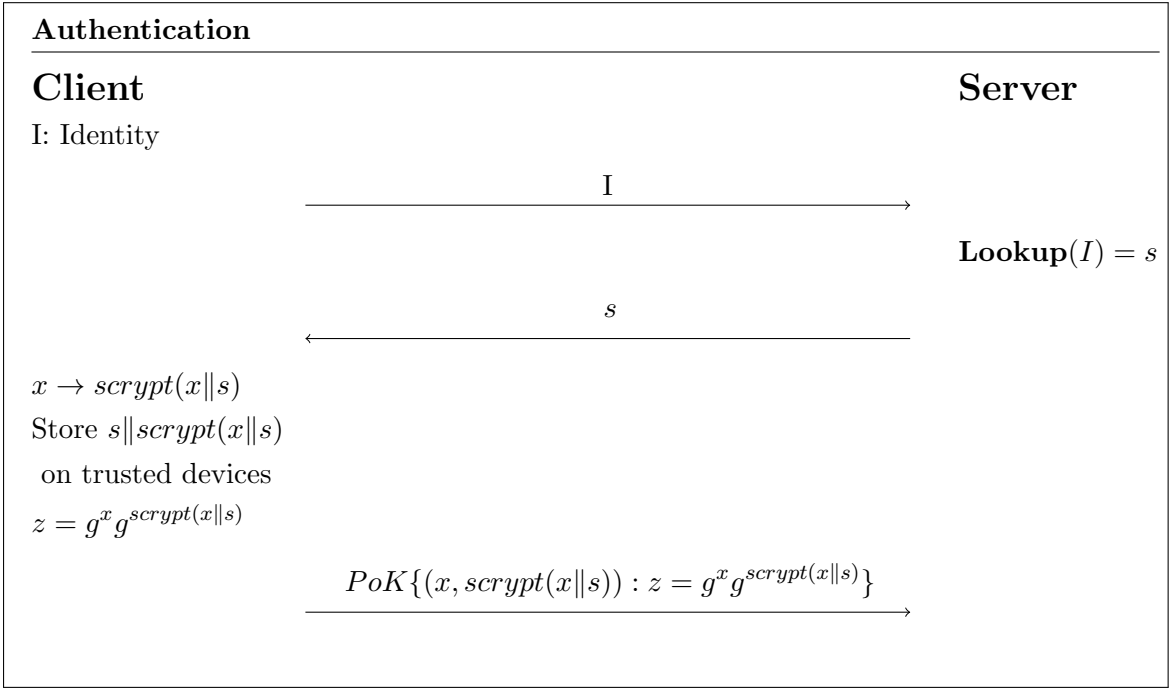 Authentication
Client Server
I: Identity
I
Lookup(I) = s
s
x → scrypt(x∥s)
Store s∥scrypt(x∥s)
on trusted devices
z = g^x g^{scrypt(x∥s)}
PoK{(x, scrypt(x∥s)) : z = g^x g^{scrypt(x∥s)}}